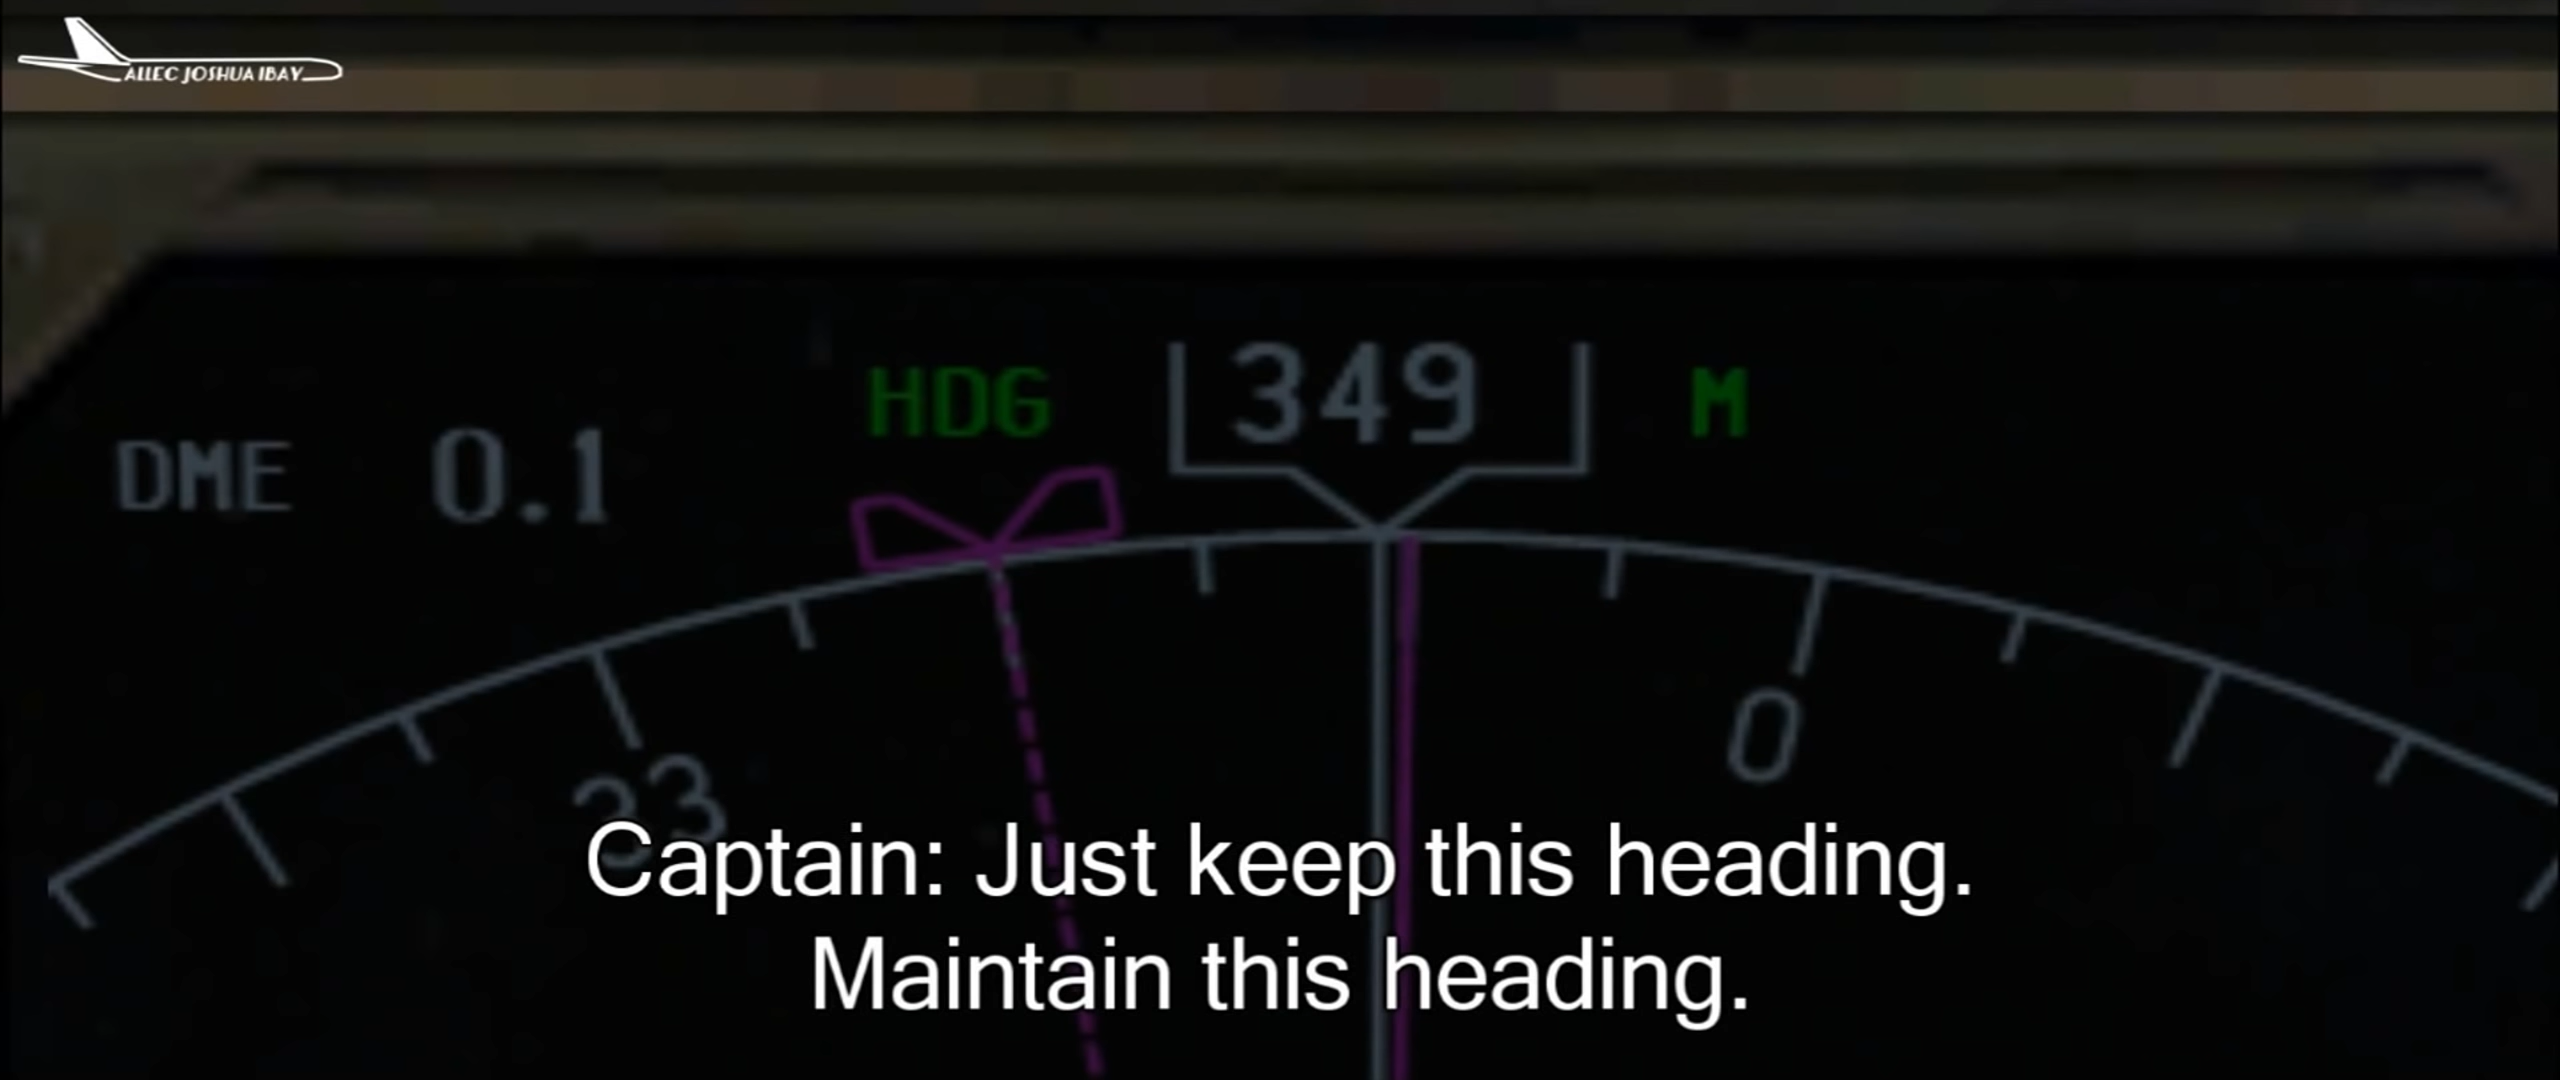 ALLEC JOSHUA IBAY
HDG 349 M
DME 0.1
33
0
Captain: Just keep this heading.
Maintain this heading.